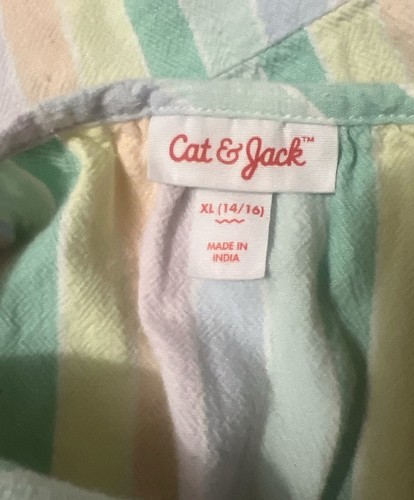 Cat & Jack™
XL (14/16)
MADE IN
INDIA